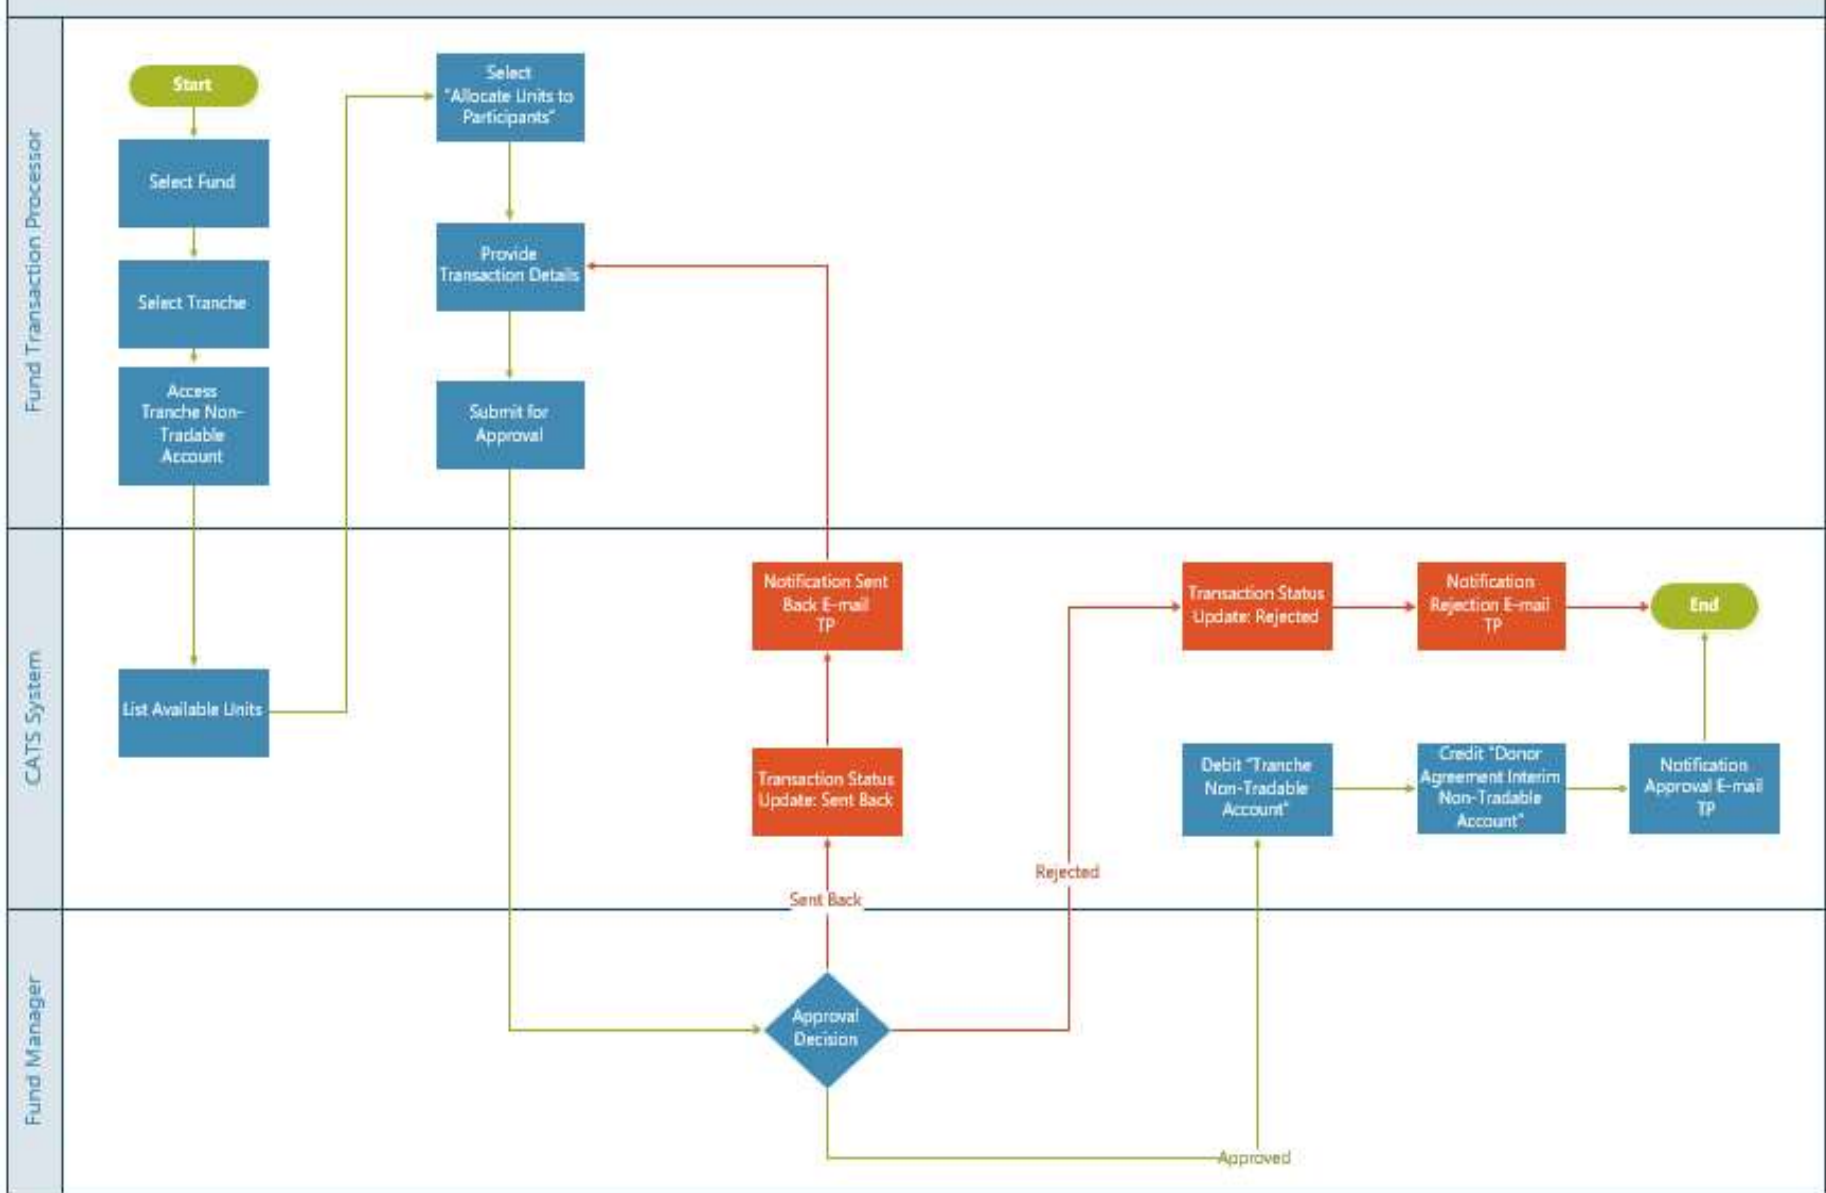 Fund Transaction Processor
Start
Select Fund
Select Tranche
Access
Tranche Non-
Tradable
Account
Select
"Allocate Units to
Participants"
Provide
Transaction Details
Submit for
Approval
CATS System
List Available Units
Notification Sent
Back E-mail
TP
Transaction Status
Update: Sent Back
Sent Back
Rejected
Transaction Status
Update: Rejected
Notification
Rejection E-mail
TP
End
Debit "Tranche
Non-Tradable
Account"
Credit "Donor
Agreement Interim
Non-Tradable
Account"
Notification
Approval E-mail
TP
Fund Manager
Approval
Decision
Approved